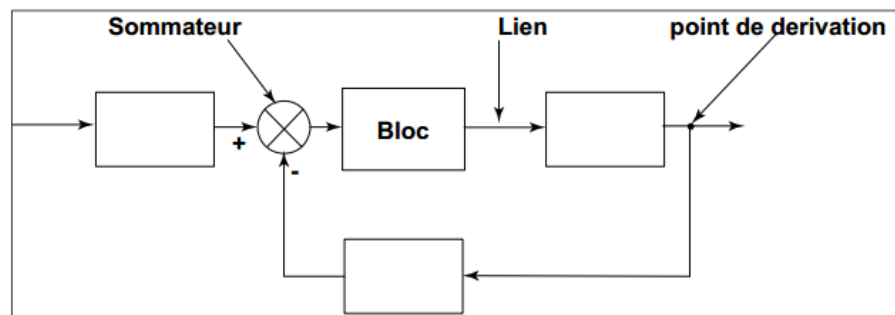 Sommateur
Lien
point de derivation
+
-
Bloc